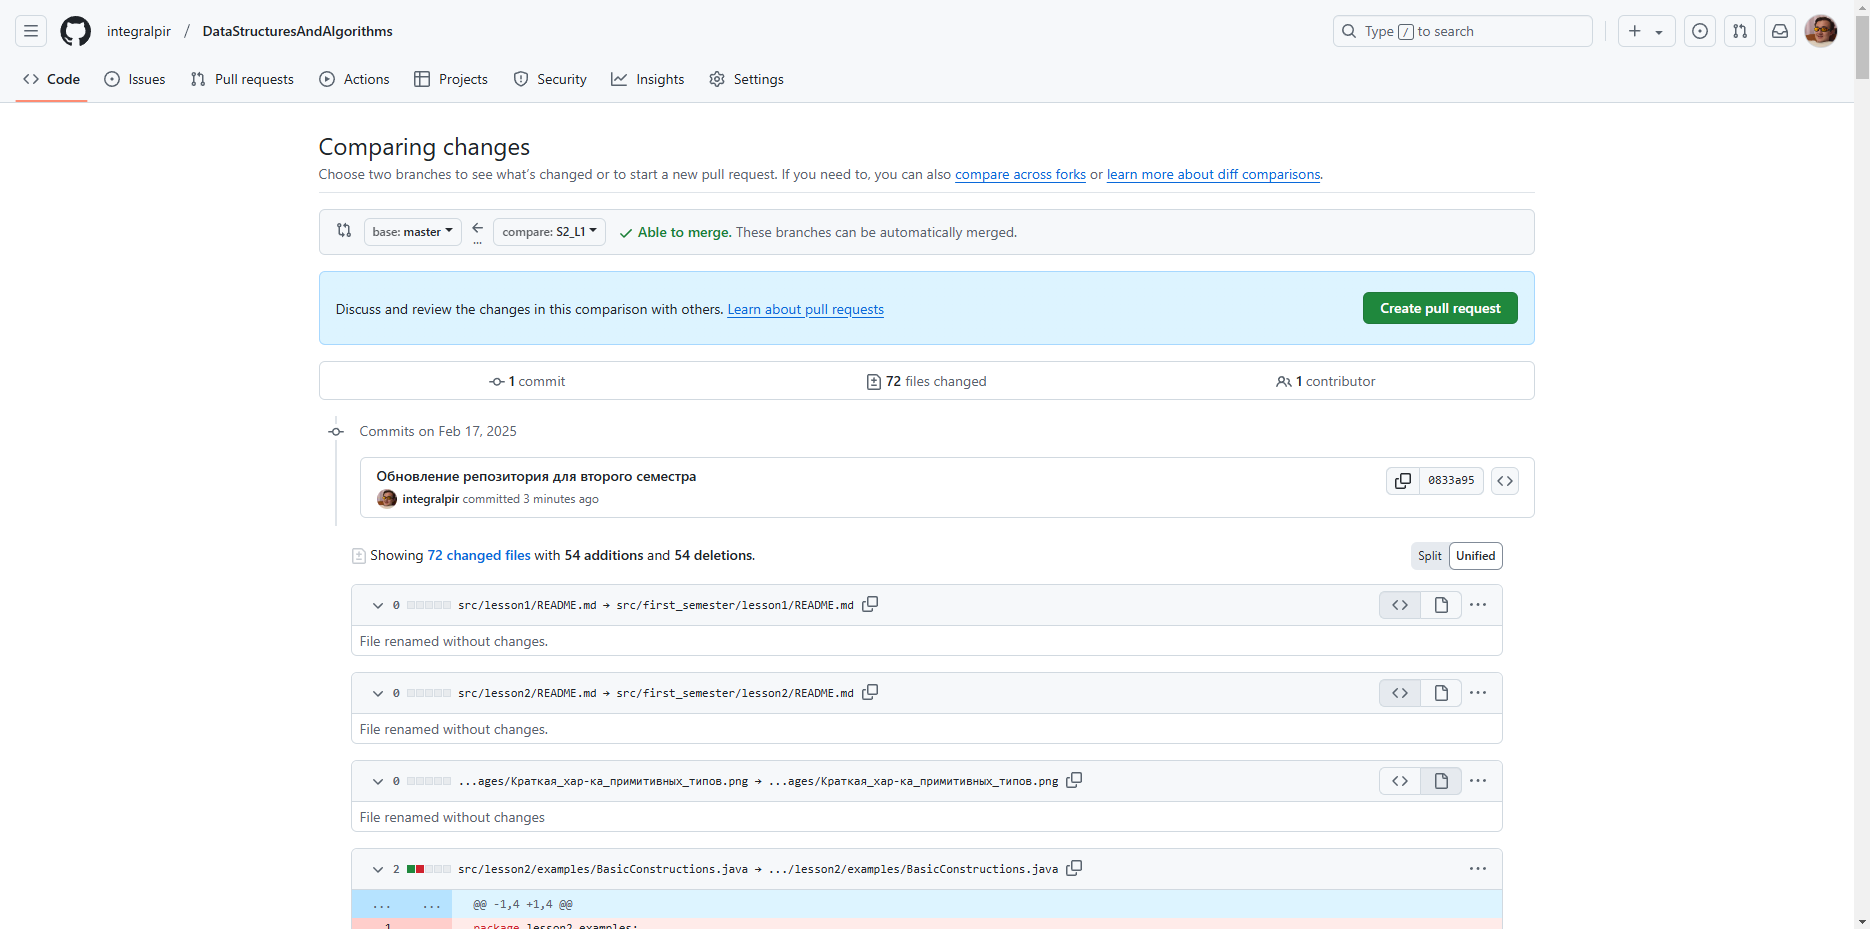 integralpir / DataStructuresAndAlgorithms
Type / to search
Code Issues Pull requests Actions Projects Security Insights Settings
Comparing changes
Choose two branches to see what's changed or to start a new pull request. If you need to, you can also compare across forks or learn more about diff comparisons.
base: master ← compare: S2_L1 Able to merge. These branches can be automatically merged.
...
Discuss and review the changes in this comparison with others. Learn about pull requests
Create pull request
1 commit 72 files changed 1 contributor
Commits on Feb 17, 2025
Обновление репозитория для второго семестра
0833a95
integralpir committed 3 minutes ago
Showing 72 changed files with 54 additions and 54 deletions.
Split Unified
0 src/lesson1/README.md → src/first_semester/lesson1/README.md
File renamed without changes.
0 src/lesson2/README.md → src/first_semester/lesson2/README.md
File renamed without changes.
0 ...ages/Краткая_хар-ка_примитивных_типов.png → ...ages/Краткая_хар-ка_примитивных_типов.png
File renamed without changes
2 src/lesson2/examples/BasicConstructions.java → .../lesson2/examples/BasicConstructions.java
... ... @@ -1,4 +1,4 @@
1 package lesson2.examples;